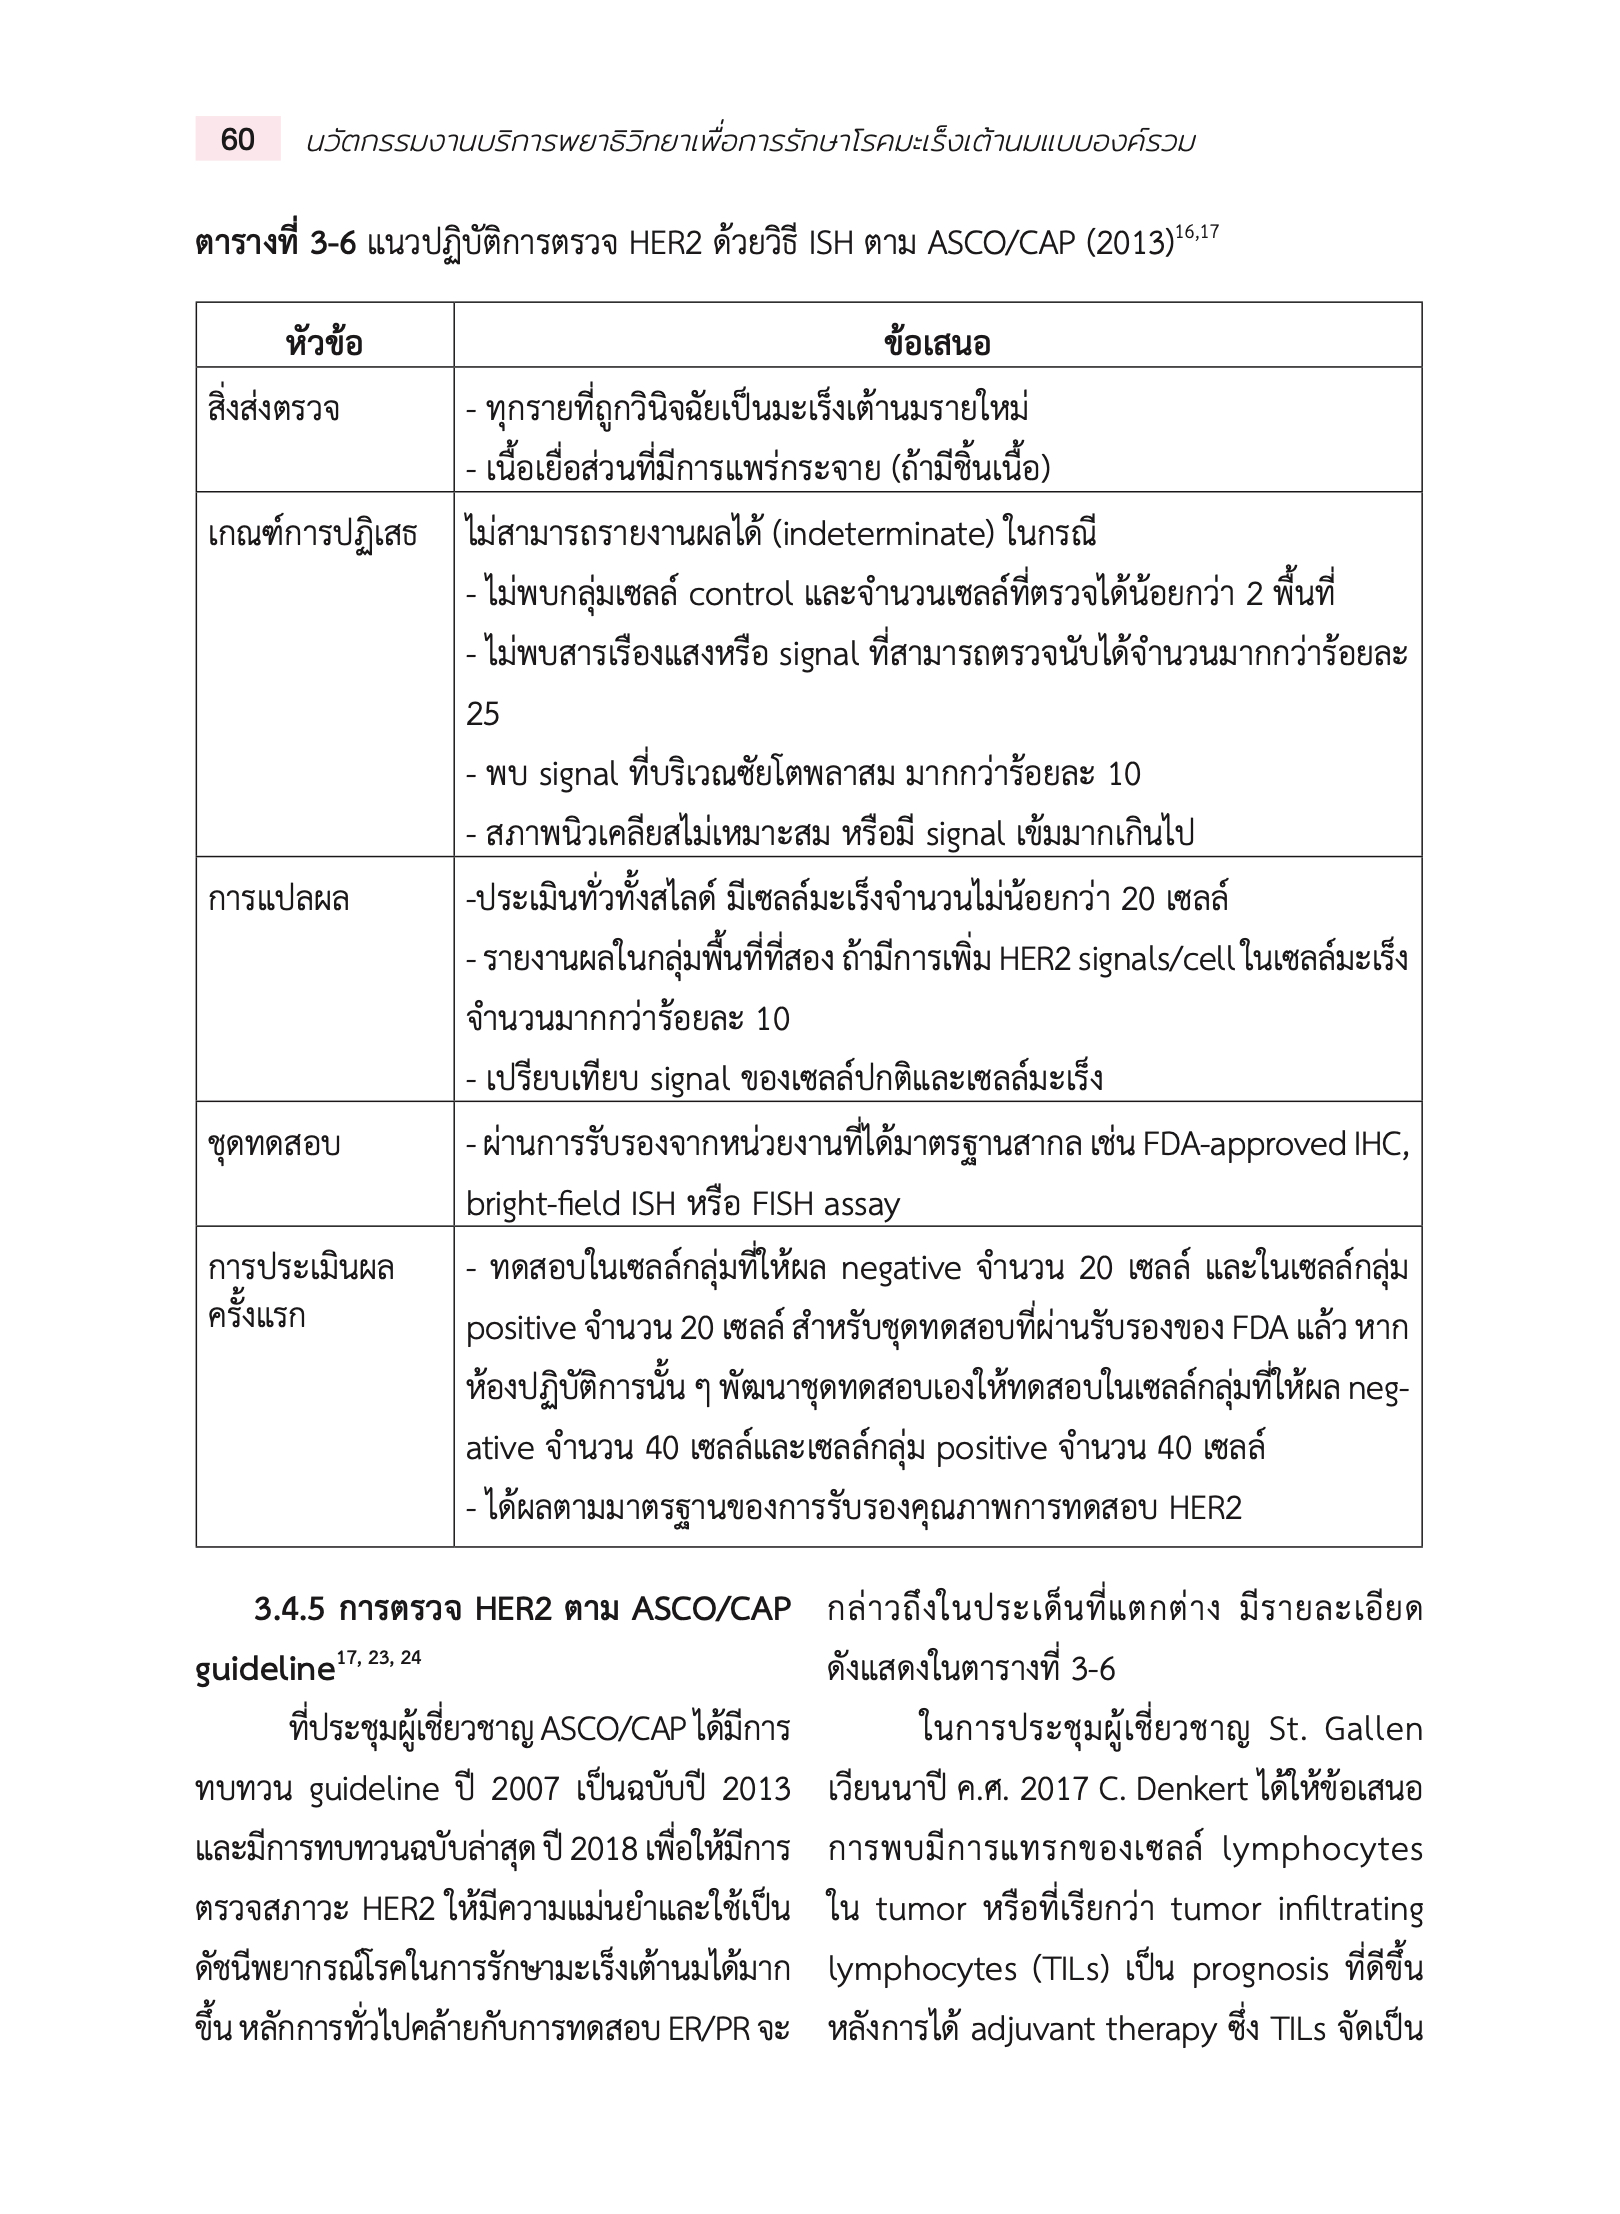 60 นวัตกรรมงานบริการพยาธิวิทยาเพื่อการรักษาโรคมะเร็งเต้านมแบบองค์รวม
ตารางที่ 3-6 แนวปฏิบัติการตรวจ HER2 ด้วยวิธี ISH ตาม ASCO/CAP (2013)16,17
หัวข้อ ข้อเสนอ
สิ่งส่งตรวจ - ทุกรายที่ถูกวินิจฉัยเป็นมะเร็งเต้านมรายใหม่
- เนื้อเยื่อส่วนที่มีการแพร่กระจาย (ถ้ามีชิ้นเนื้อ)
เกณฑ์การปฏิเสธ ไม่สามารถรายงานผลได้ (indeterminate) ในกรณี
- ไม่พบกลุ่มเซลล์ control และจำนวนเซลล์ที่ตรวจได้น้อยกว่า 2 พื้นที่
- ไม่พบสารเรืองแสงหรือ signal ที่สามารถตรวจนับได้จำนวนมากกว่าร้อยละ
25
- พบ signal ที่บริเวณซัยโตพลาสม มากกว่าร้อยละ 10
- สภาพนิวเคลียสไม่เหมาะสม หรือมี signal เข้มมากเกินไป
การแปลผล -ประเมินทั่วทั้งสไลด์ มีเซลล์มะเร็งจำนวนไม่น้อยกว่า 20 เซลล์
- รายงานผลในกลุ่มพื้นที่ที่สอง ถ้ามีการเพิ่ม HER2 signals/cell ในเซลล์มะเร็ง
จำนวนมากกว่าร้อยละ 10
- เปรียบเทียบ signal ของเซลล์ปกติและเซลล์มะเร็ง
ชุดทดสอบ - ผ่านการรับรองจากหน่วยงานที่ได้มาตรฐานสากล เช่น FDA-approved IHC,
bright-field ISH หรือ FISH assay
การประเมินผล - ทดสอบในเซลล์กลุ่มที่ให้ผล negative จำนวน 20 เซลล์ และในเซลล์กลุ่ม
ครั้งแรก
positive จำนวน 20 เซลล์ สำหรับชุดทดสอบที่ผ่านรับรองของ FDA แล้ว หาก
ห้องปฏิบัติการนั้น ๆ พัฒนาชุดทดสอบเองให้ทดสอบในเซลล์กลุ่มที่ให้ผล neg-
ative จำนวน 40 เซลล์และเซลล์กลุ่ม positive จำนวน 40 เซลล์
- ได้ผลตามมาตรฐานของการรับรองคุณภาพการทดสอบ HER2
3.4.5 การตรวจ HER2 ตาม ASCO/CAP
guideline17, 23, 24
ที่ประชุมผู้เชี่ยวชาญ ASCO/CAP ได้มีการ
ทบทวน guideline ปี 2007 เป็นฉบับปี 2013
และมีการทบทวนฉบับล่าสุด ปี 2018 เพื่อให้มีการ
ตรวจสภาวะ HER2 ให้มีความแม่นยำและใช้เป็น
ดัชนีพยากรณ์โรคในการรักษามะเร็งเต้านมได้มาก
ขึ้น หลักการทั่วไปคล้ายกับการทดสอบ ER/PR จะ
กล่าวถึงในประเด็นที่แตกต่าง มีรายละเอียด
ดังแสดงในตารางที่ 3-6
ในการประชุมผู้เชี่ยวชาญ St. Gallen
เวียนนาปี ค.ศ. 2017 C. Denkert ได้ให้ข้อเสนอ
การพบมีการแทรกของเซลล์ lymphocytes
ใน tumor หรือที่เรียกว่า tumor infiltrating
lymphocytes (TILs) เป็น prognosis ที่ดีขึ้น
หลังการได้ adjuvant therapy ซึ่ง TILs จัดเป็น